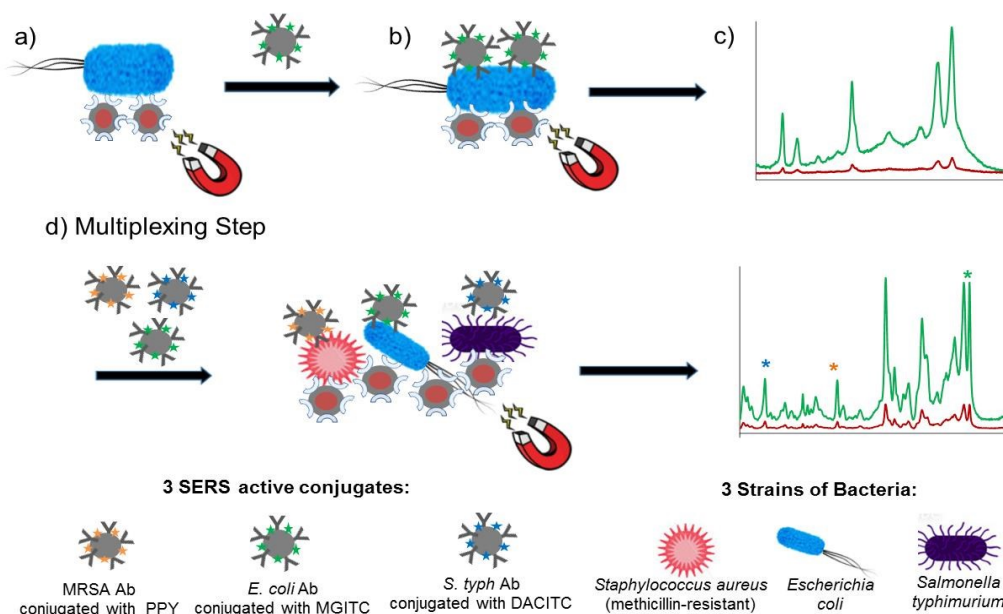 a)
b)
c)
d) Multiplexing Step
*
*
*
3 SERS active conjugates:
3 Strains of Bacteria:
MRSA Ab
conjugated with PPY
E. coli Ab
conjugated with MGITC
S. typh Ab
conjugated with DACITC
Staphylococcus aureus
(methicillin-resistant)
Escherichia
coli
Salmonella
typhimurium